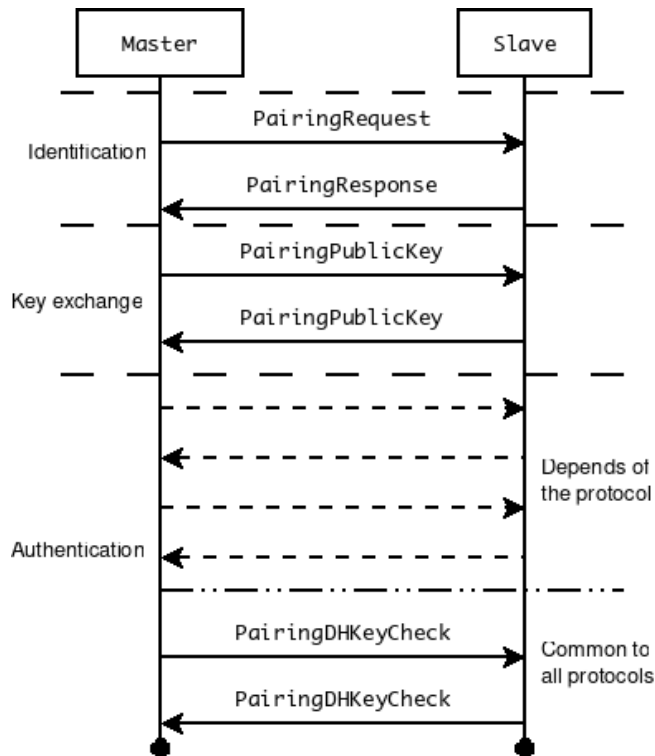 Master
Slave
PairingRequest
Identification
PairingResponse
PairingPublicKey
Key exchange
PairingPublicKey
Depends of
the protocol
Authentication
PairingDHKeyCheck
Common to
all protocols
PairingDHKeyCheck